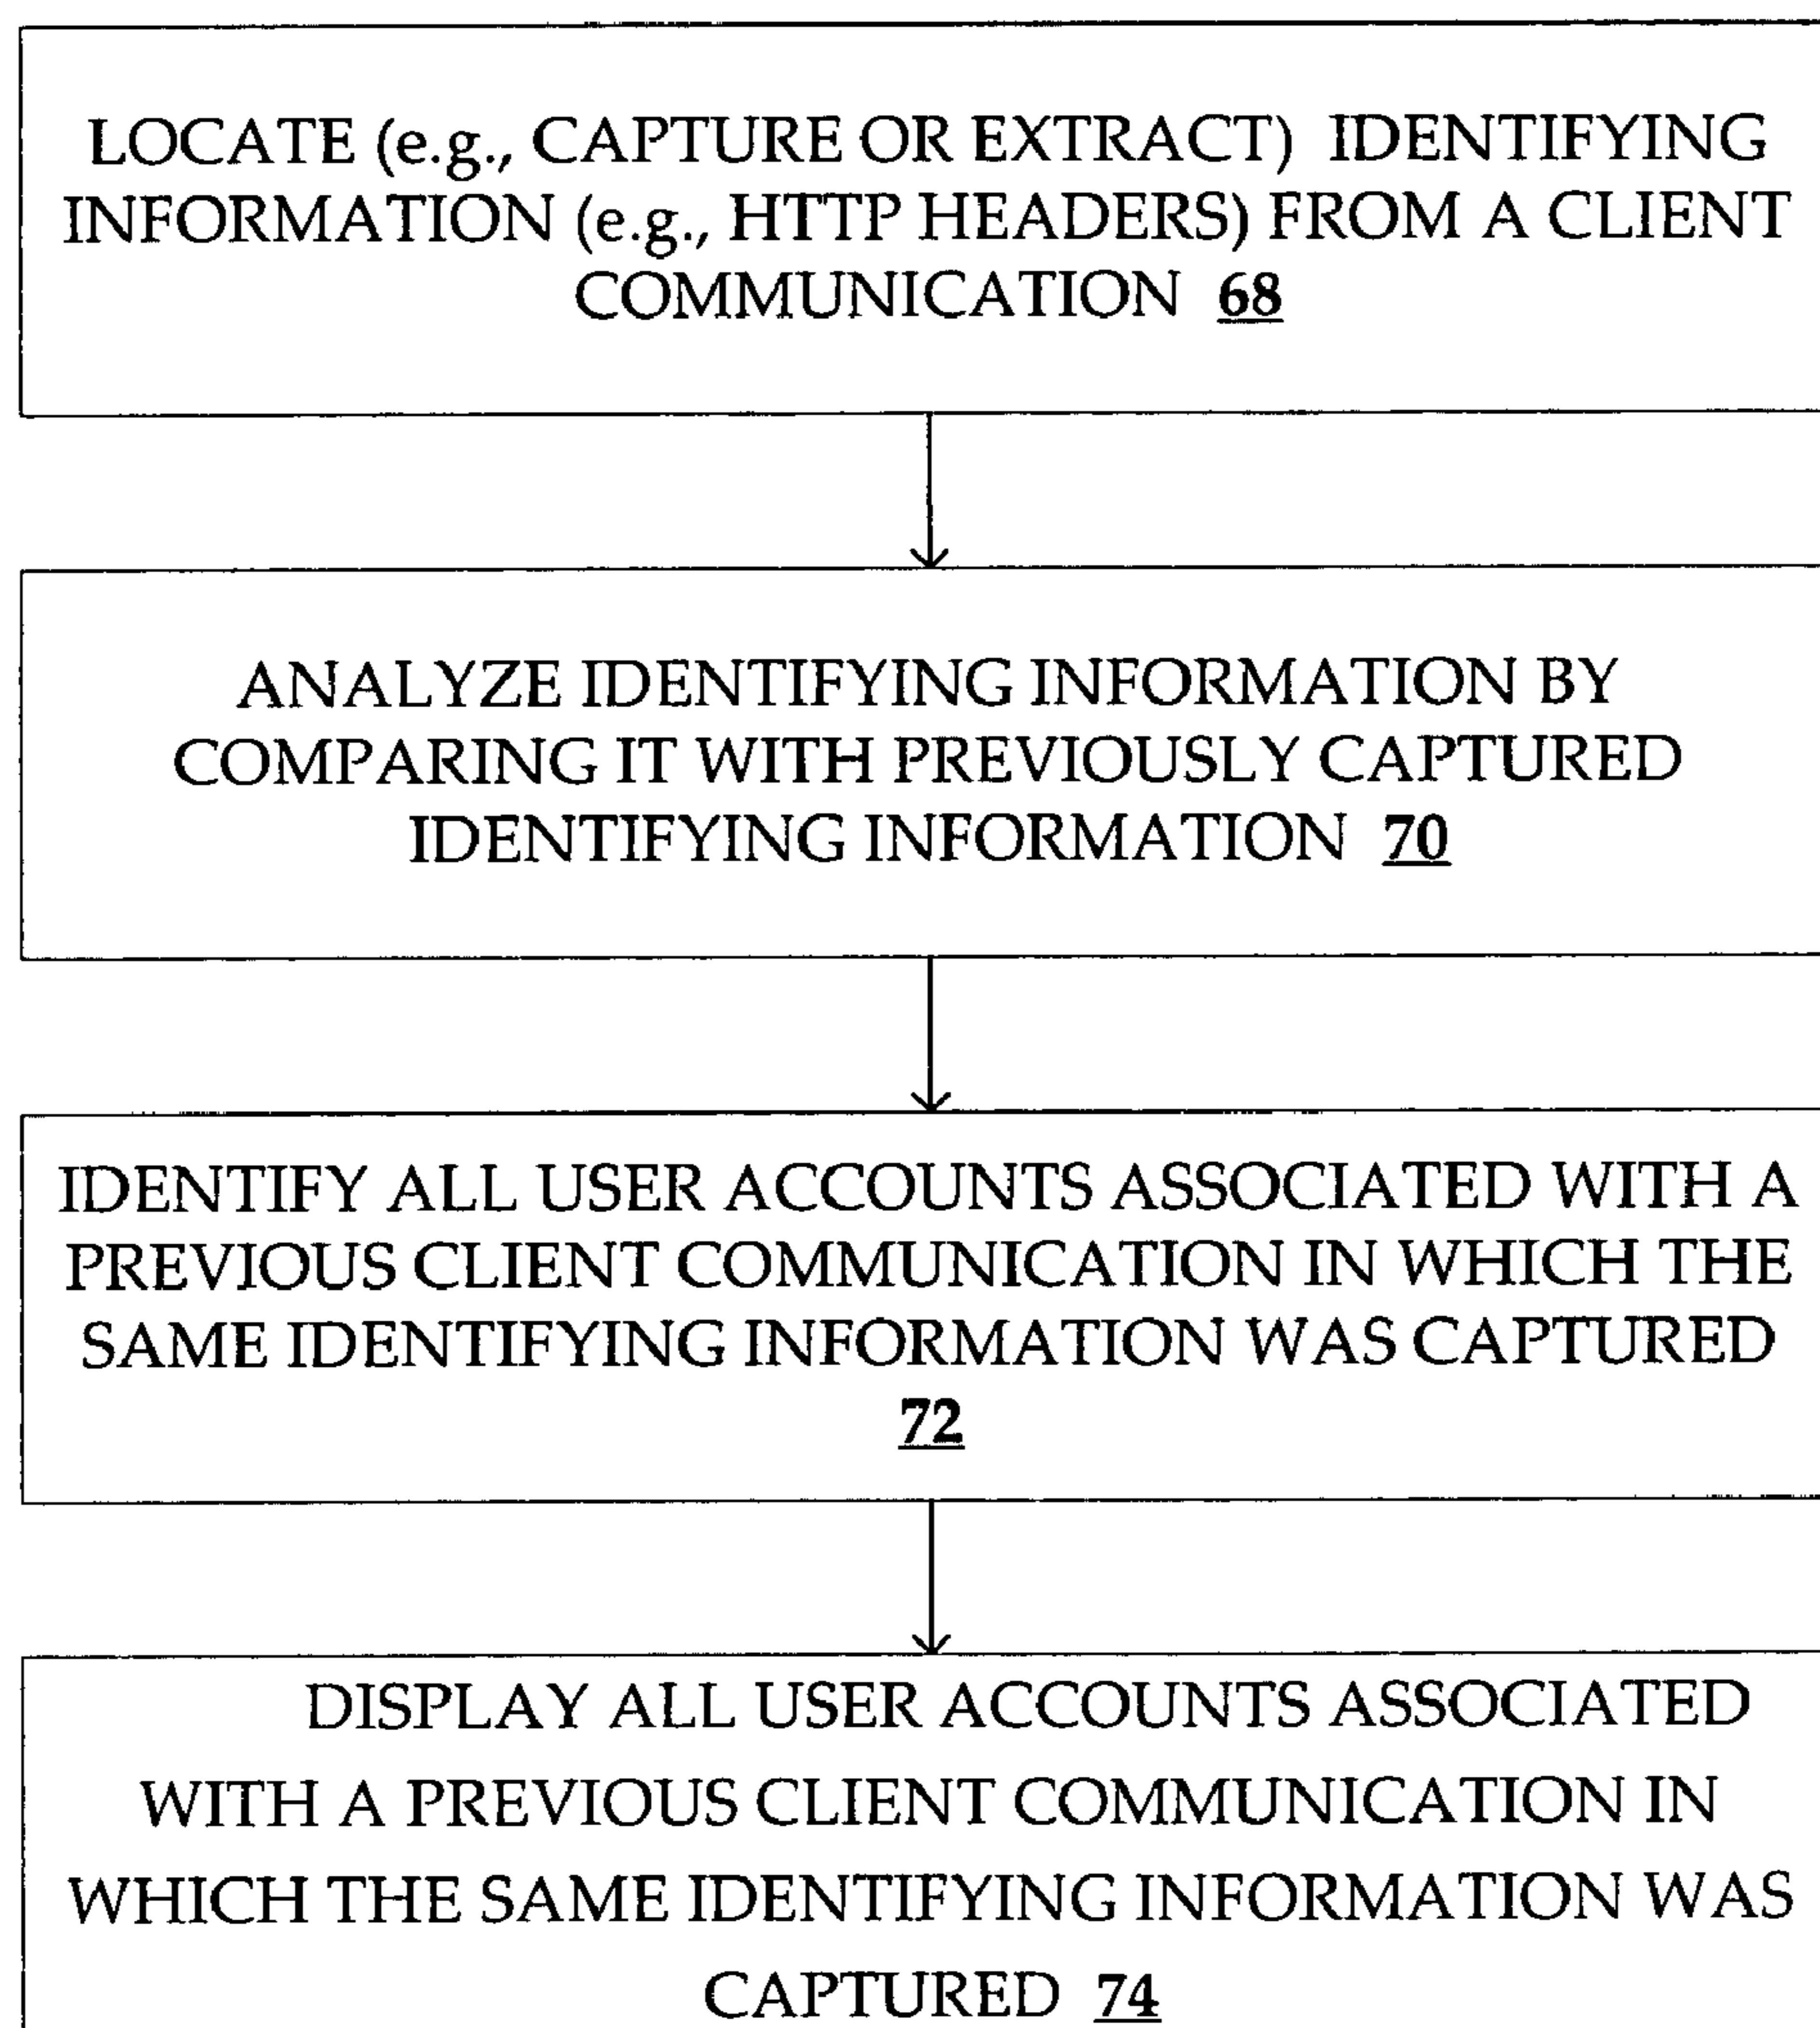 LOCATE (e.g., CAPTURE OR EXTRACT) IDENTIFYING
INFORMATION (e.g., HTTP HEADERS) FROM A CLIENT
COMMUNICATION 68
ANALYZE IDENTIFYING INFORMATION BY
COMPARING IT WITH PREVIOUSLY CAPTURED
IDENTIFYING INFORMATION 70
IDENTIFY ALL USER ACCOUNTS ASSOCIATED WITH A
PREVIOUS CLIENT COMMUNICATION IN WHICH THE
SAME IDENTIFYING INFORMATION WAS CAPTURED
72
DISPLAY ALL USER ACCOUNTS ASSOCIATED
WITH A PREVIOUS CLIENT COMMUNICATION IN
WHICH THE SAME IDENTIFYING INFORMATION WAS
CAPTURED 74